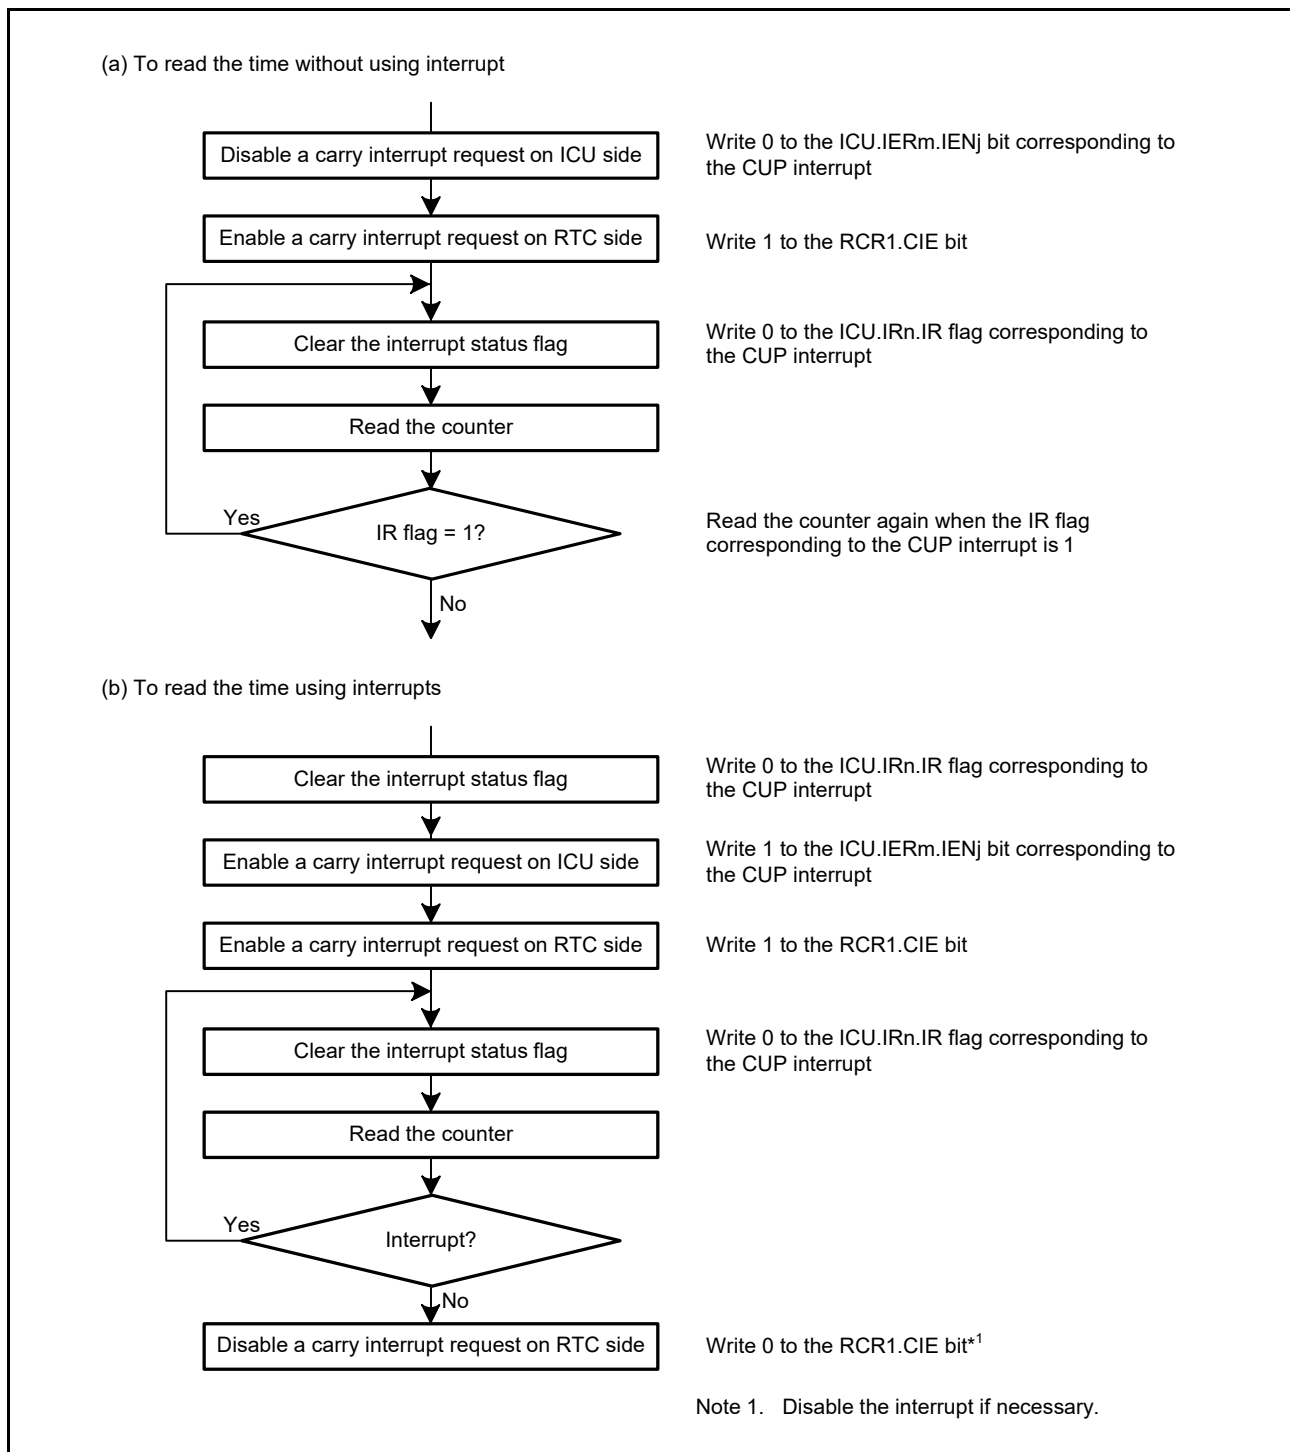 (a) To read the time without using interrupt
Disable a carry interrupt request on ICU side
Write 0 to the ICU.IERm.IENj bit corresponding to
the CUP interrupt
Enable a carry interrupt request on RTC side
Write 1 to the RCR1.CIE bit
Clear the interrupt status flag
Write 0 to the ICU.IRn.IR flag corresponding to
the CUP interrupt
Read the counter
Yes
IR flag = 1?
Read the counter again when the IR flag
corresponding to the CUP interrupt is 1
No
(b) To read the time using interrupts
Clear the interrupt status flag
Write 0 to the ICU.IRn.IR flag corresponding to
the CUP interrupt
Enable a carry interrupt request on ICU side
Write 1 to the ICU.IERm.IENj bit corresponding to
the CUP interrupt
Enable a carry interrupt request on RTC side
Write 1 to the RCR1.CIE bit
Clear the interrupt status flag
Write 0 to the ICU.IRn.IR flag corresponding to
the CUP interrupt
Read the counter
Yes
Interrupt?
No
Disable a carry interrupt request on RTC side
Write 0 to the RCR1.CIE bit*1
Note 1. Disable the interrupt if necessary.